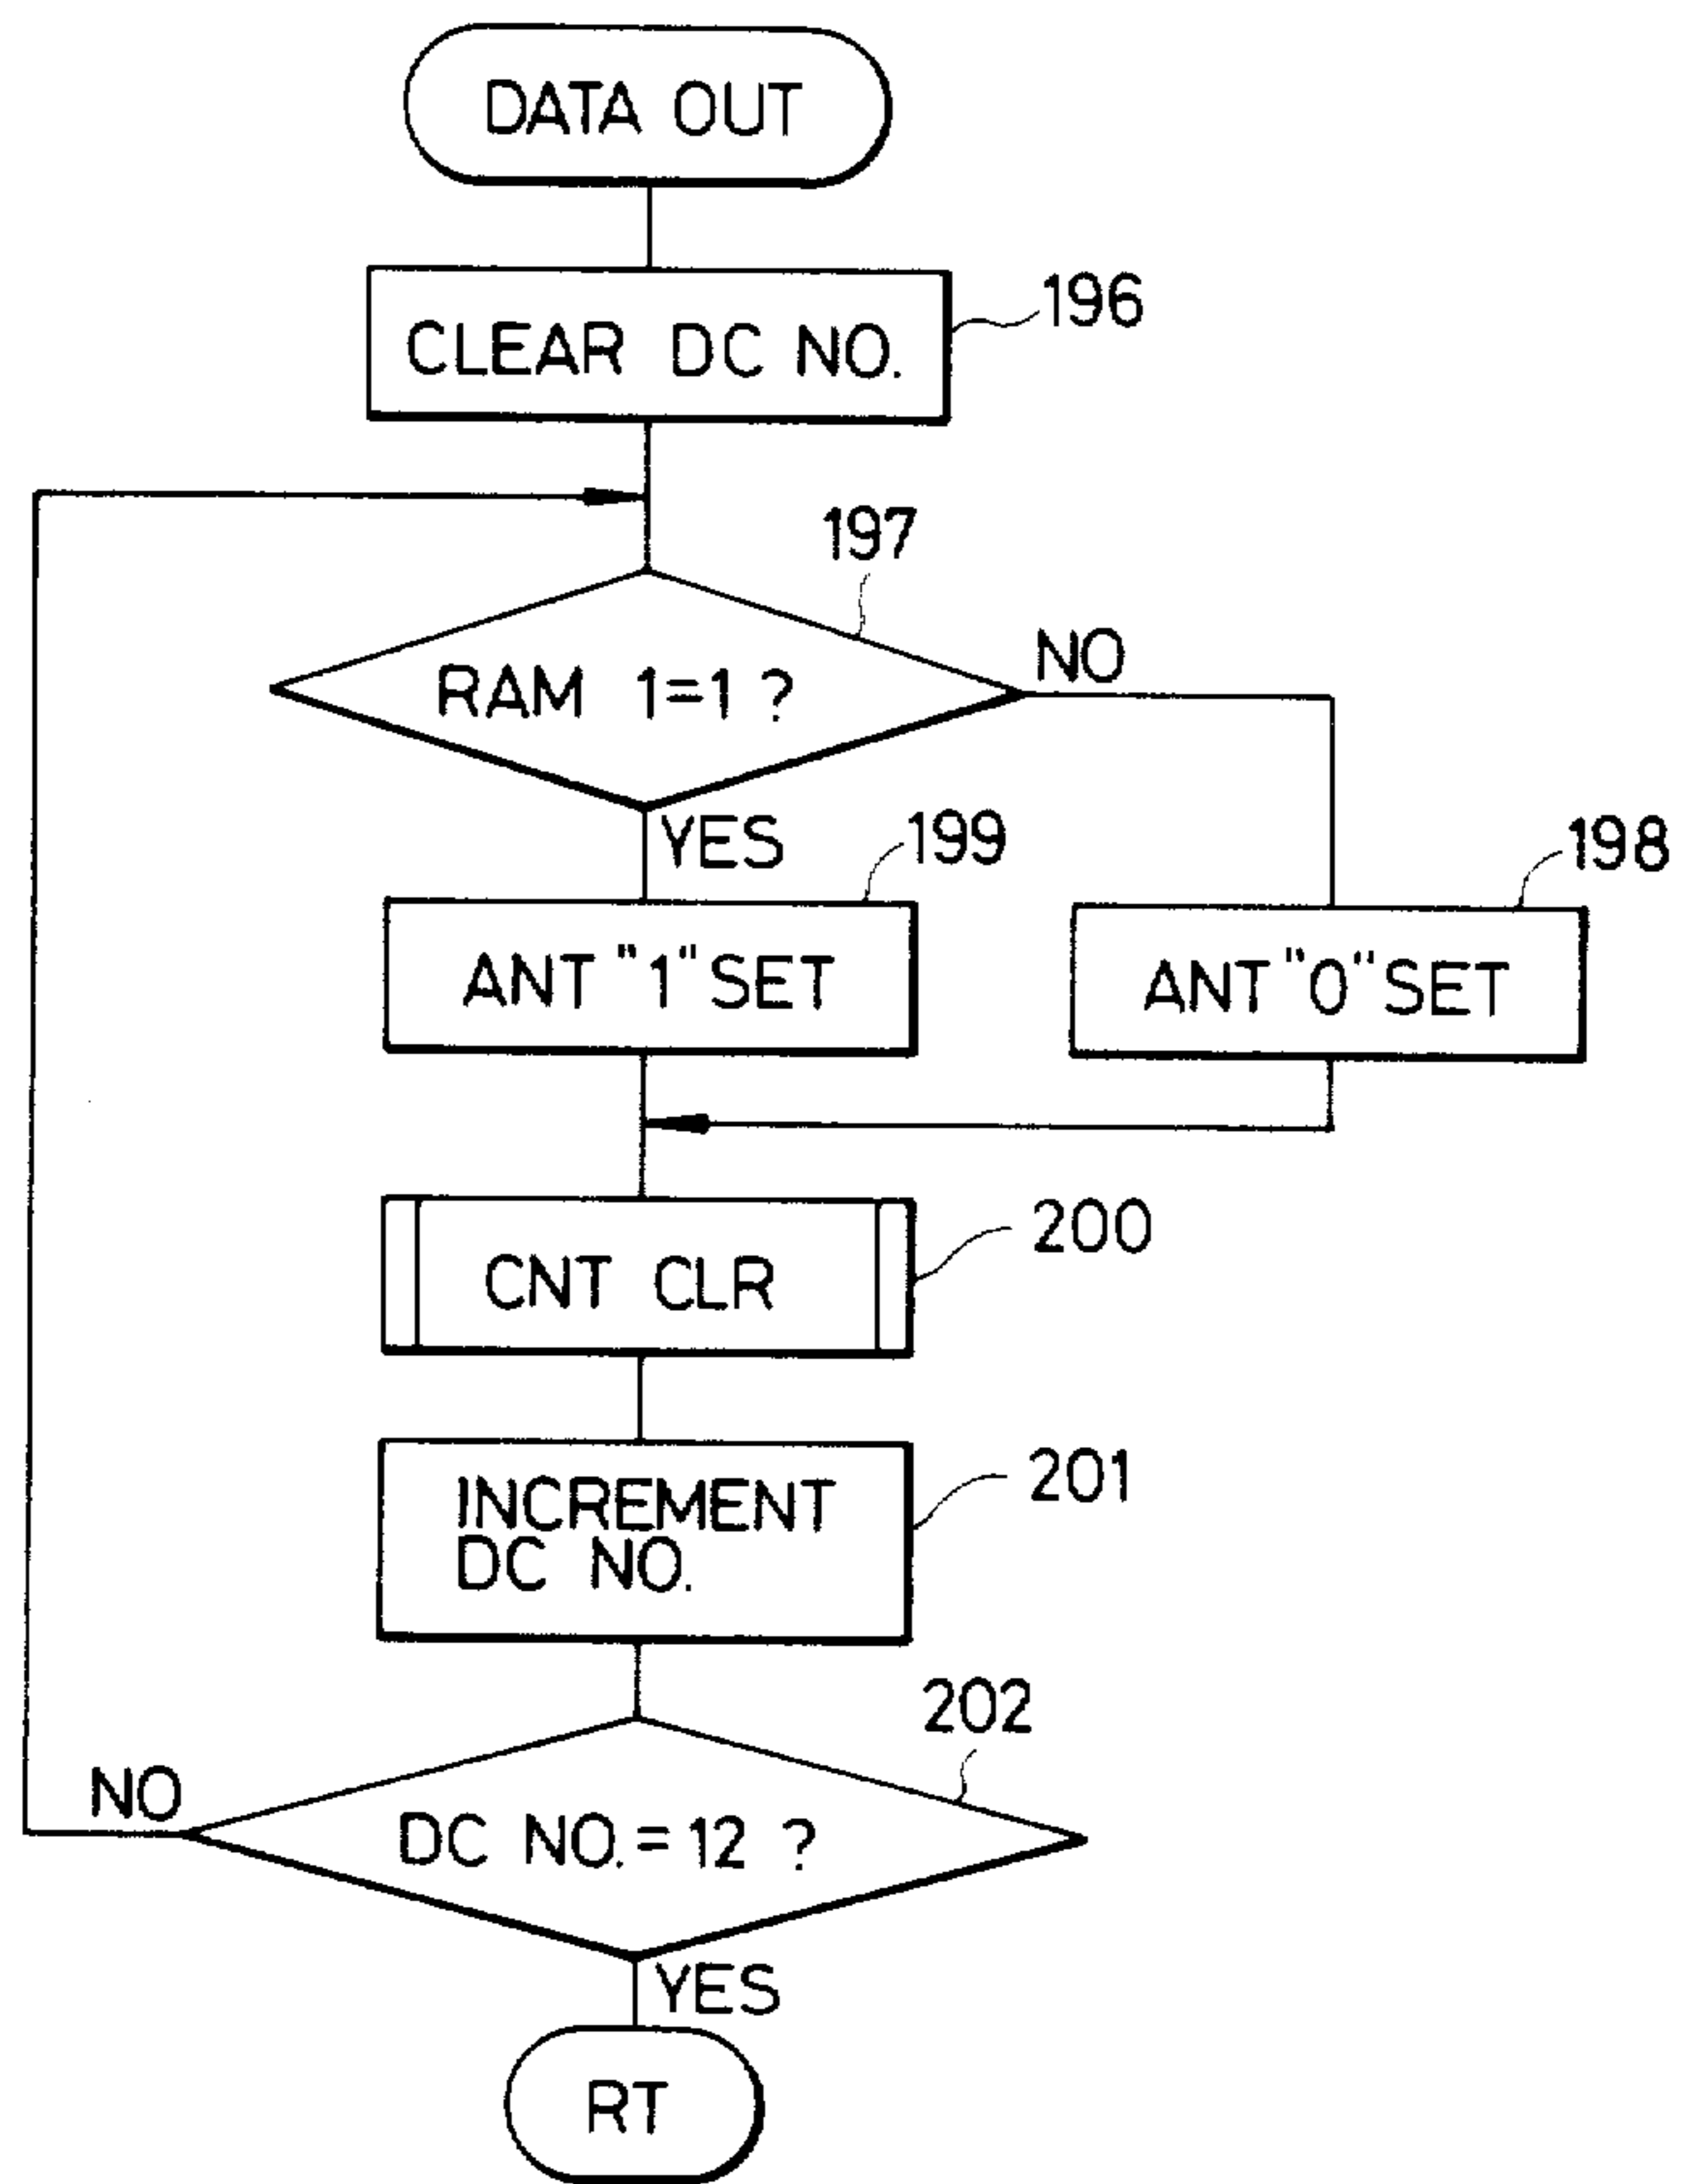 DATA OUT
196
CLEAR DC NO.
197
RAM 1=1 ?
NO
YES
199
198
ANT "1" SET
ANT "0" SET
200
CNT CLR
201
INCREMENT
DC NO.
202
NO
DC NO.=12 ?
YES
RT